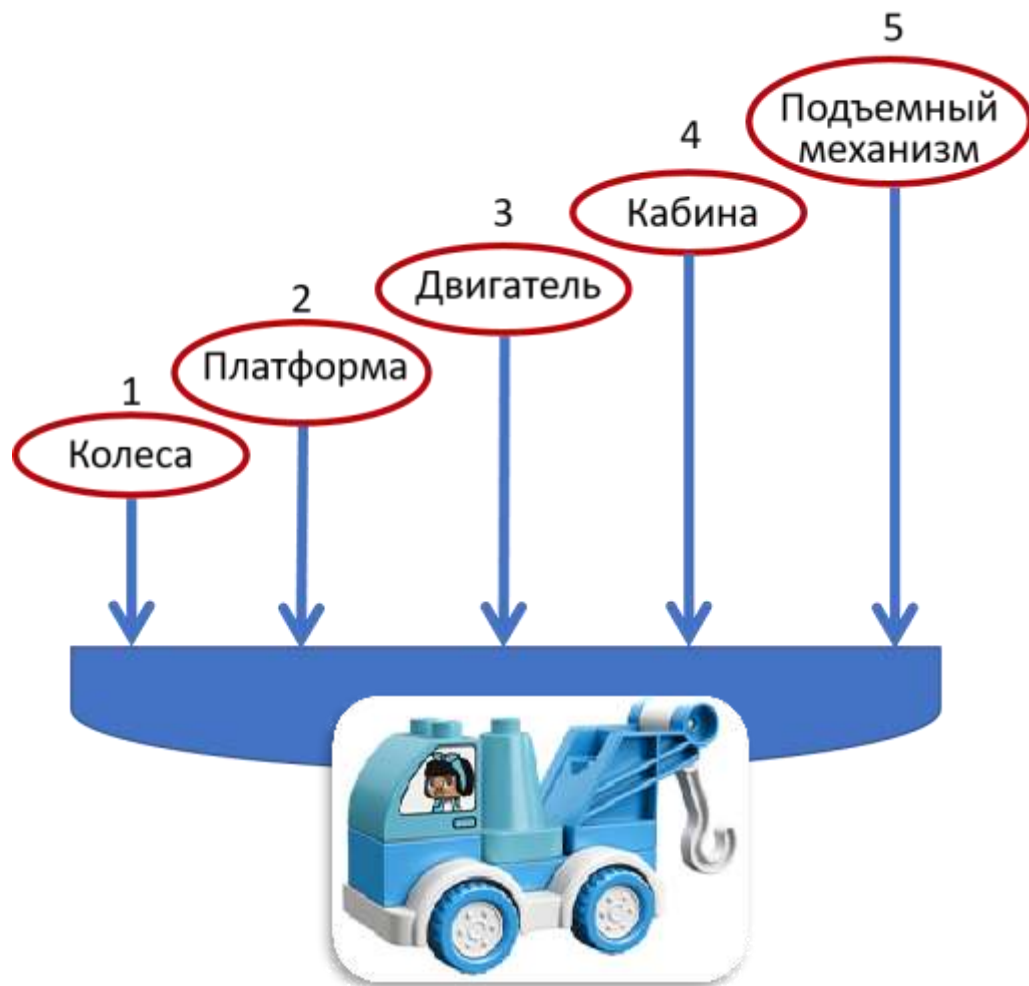 1
Колеса
2
Платформа
3
Двигатель
4
Кабина
5
Подъемный
механизм